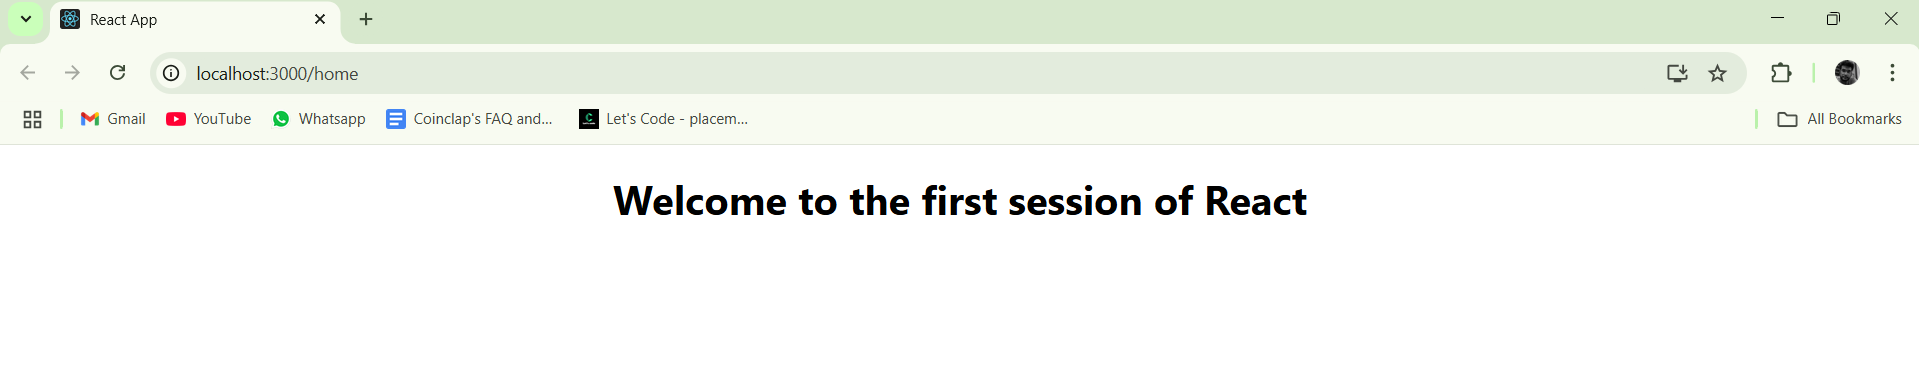 React App
localhost:3000/home
Gmail YouTube Whatsapp Coinclap's FAQ and... Let's Code - placem... All Bookmarks
Welcome to the first session of React